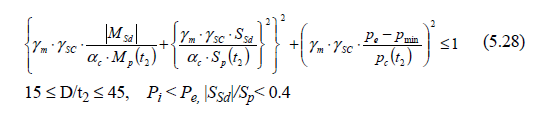 {γm · γSC · |MSd| / (αc · Mp(t2)) + {γm · γSC · SSd / (αc · Sp(t2))}²}² + (γm · γSC · (pe − pmin) / pc(t2))² ≤ 1 (5.28)
15 ≤ D/t2 ≤ 45, Pi < Pe, |SSd|/Sp < 0.4